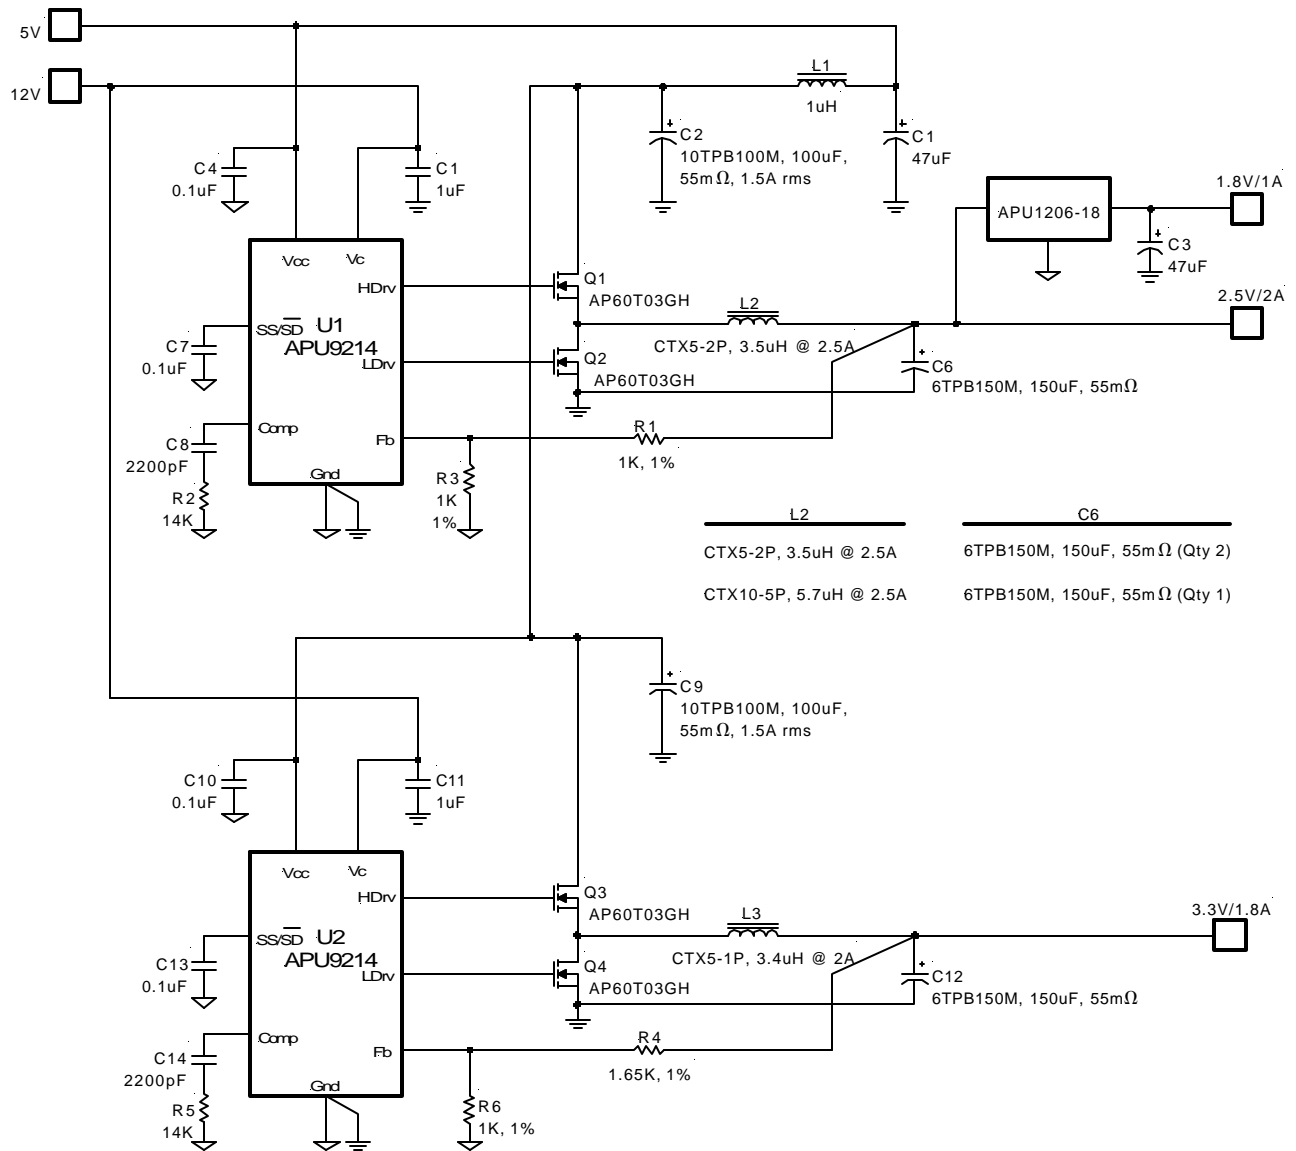 5V
12V
L1
1uH
C2
10TPB100M, 100uF,
55mΩ, 1.5A rms
C1
47uF
C4
0.1uF
C1
1uF
1.8V/1A
APU1206-18
C3
47uF
Vcc
Vc
HDrv
Q1
AP60T03GH
L2
2.5V/2A
SS/SD
U1
APU9214
C7
0.1uF
LDrv
Q2
CTX5-2P, 3.5uH @ 2.5A
AP60T03GH
C6
6TPB150M, 150uF, 55mΩ
Comp
Fb
R1
1K, 1%
C8
2200pF
R2
14K
Gnd
R3
1K
1%
L2
C6
CTX5-2P, 3.5uH @ 2.5A
6TPB150M, 150uF, 55mΩ (Qty 2)
CTX10-5P, 5.7uH @ 2.5A
6TPB150M, 150uF, 55mΩ (Qty 1)
C9
10TPB100M, 100uF,
55mΩ, 1.5A rms
C10
0.1uF
C11
1uF
Vcc
Vc
HDrv
Q3
AP60T03GH
L3
3.3V/1.8A
SS/SD
U2
APU9214
C13
0.1uF
LDrv
Q4
CTX5-1P, 3.4uH @ 2A
AP60T03GH
C12
6TPB150M, 150uF, 55mΩ
Comp
Fb
R4
1.65K, 1%
C14
2200pF
R5
14K
Gnd
R6
1K, 1%